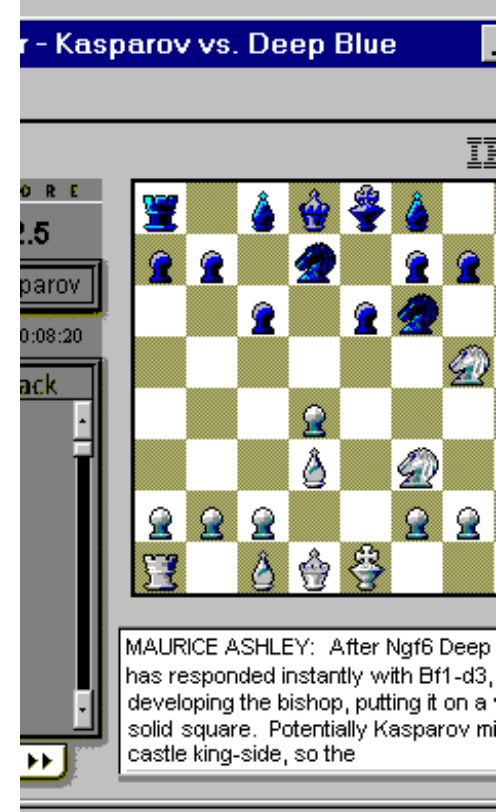 r - Kasparov vs. Deep Blue
O R E
2.5
parov
0:08:20
ack
MAURICE ASHLEY: After Ngf6 Deep
has responded instantly with Bf1-d3,
developing the bishop, putting it on a
solid square. Potentially Kasparov mi
castle king-side, so the